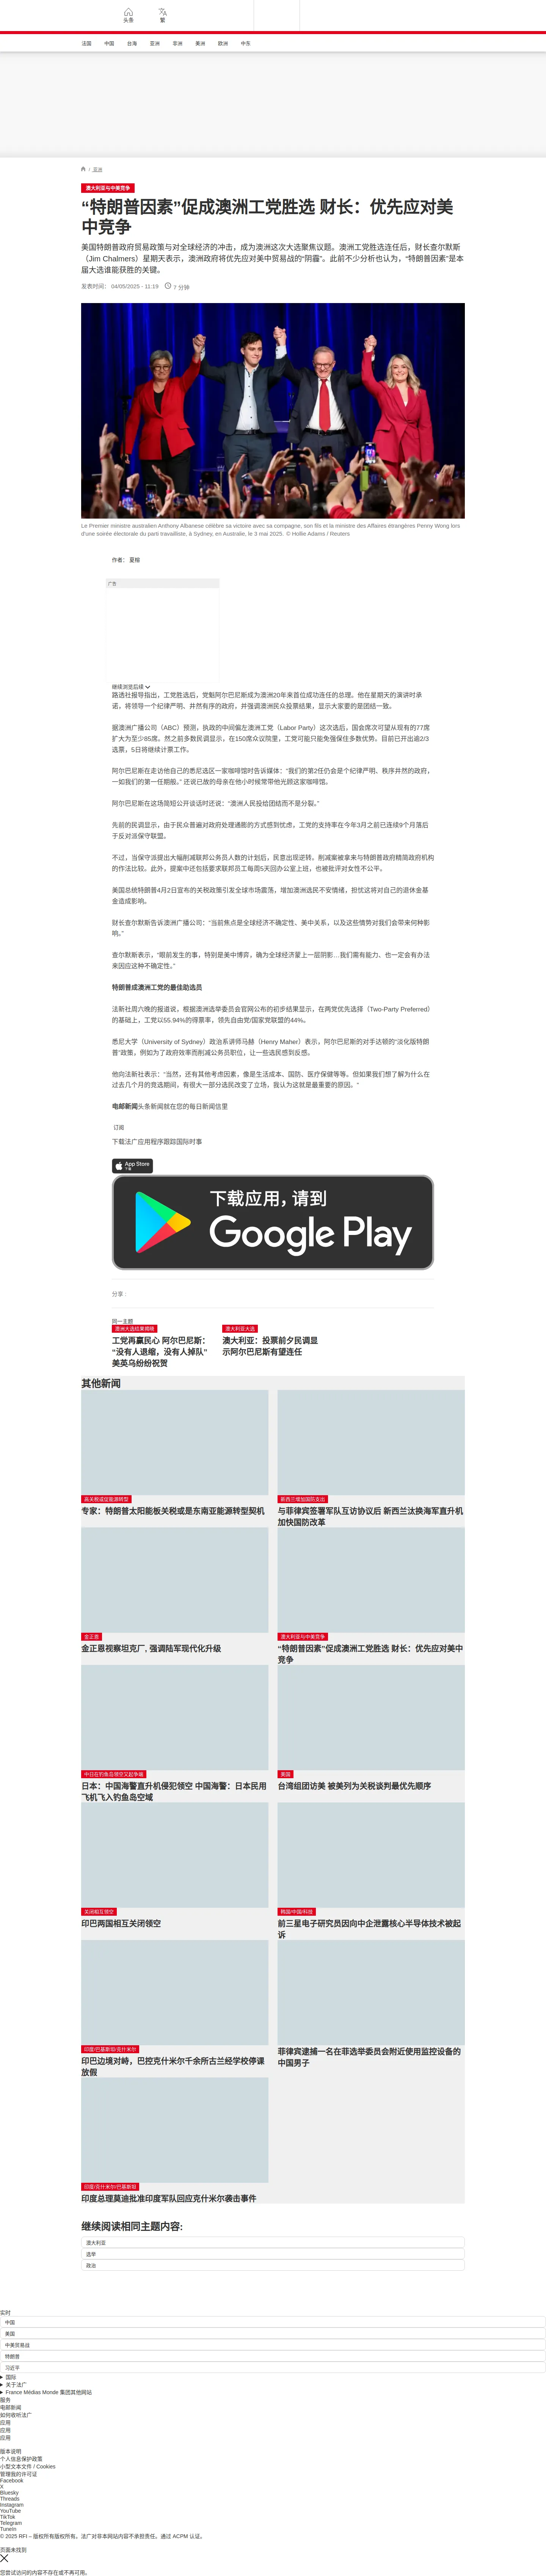 头条
繁
法国
中国
台海
亚洲
非洲
美洲
欧洲
中东
/ 亚洲
澳大利亚与中美竞争
“特朗普因素”促成澳洲工党胜选 财长：优先应对美
中竞争
美国特朗普政府贸易政策与对全球经济的冲击，成为澳洲这次大选聚焦议题。澳洲工党胜选连任后，财长查尔默斯
（Jim Chalmers）星期天表示，澳洲政府将优先应对美中贸易战的“阴霾”。此前不少分析也认为，“特朗普因素”是本
届大选谁能获胜的关键。
发表时间： 04/05/2025 - 11:19
7 分钟
Le Premier ministre australien Anthony Albanese célèbre sa victoire avec sa compagne, son fils et la ministre des Affaires étrangères Penny Wong lors
d'une soirée électorale du parti travailliste, à Sydney, en Australie, le 3 mai 2025. © Hollie Adams / Reuters
作者： 夏榕
广告
继续浏览后续
路透社报导指出，工党胜选后，党魁阿尔巴尼斯成为澳洲20年来首位成功连任的总理。他在星期天的演讲时承
诺，将领导一个纪律严明、井然有序的政府，并强调澳洲民众投票结果，显示大家要的是团结一致。
据澳洲广播公司（ABC）预测，执政的中间偏左澳洲工党（Labor Party）这次选后，国会席次可望从现有的77席
扩大为至少85席。然之前多数民调显示，在150席众议院里，工党可能只能免强保住多数优势。目前已开出逾2/3
选票，5日将继续计票工作。
阿尔巴尼斯在走访他自己的悉尼选区一家咖啡馆时告诉媒体：“我们的第2任仍会是个纪律严明、秩序井然的政府，
一如我们的第一任期般。” 还说已故的母亲在他小时候常带他光顾这家咖啡馆。
阿尔巴尼斯在这场简短公开谈话时还说：“澳洲人民投给团结而不是分裂。”
先前的民调显示，由于民众普遍对政府处理通膨的方式感到忧虑，工党的支持率在今年3月之前已连续9个月落后
于反对派保守联盟。
不过，当保守派提出大幅削减联邦公务员人数的计划后，民意出现逆转。削减案被拿来与特朗普政府精简政府机构
的作法比较。此外，提案中还包括要求联邦员工每周5天回办公室上班，也被批评对女性不公平。
美国总统特朗普4月2日宣布的关税政策引发全球市场震荡，增加澳洲选民不安情绪，担忧这将对自己的退休金基
金造成影响。
财长查尔默斯告诉澳洲广播公司：“当前焦点是全球经济不确定性、美中关系，以及这些情势对我们会带来何种影
响。”
查尔默斯表示，“眼前发生的事，特别是美中博弈，确为全球经济蒙上一层阴影…我们需有能力、也一定会有办法
来因应这种不确定性。”
特朗普成澳洲工党的最佳助选员
法新社周六晚的报道说，根据澳洲选举委员会官网公布的初步结果显示，在两党优先选择（Two-Party Preferred）
的基础上，工党以55.94%的得票率，领先自由党/国家党联盟的44%。
悉尼大学（University of Sydney）政治系讲师马赫（Henry Maher）表示，阿尔巴尼斯的对手达顿的“淡化版特朗
普”政策，例如为了政府效率而削减公务员职位，让一些选民感到反感。
他向法新社表示：“当然，还有其他考虑因素，像是生活成本、国防、医疗保健等等。但如果我们想了解为什么在
过去几个月的竞选期间，有很大一部分选民改变了立场，我认为这就是最重要的原因。”
电邮新闻头条新闻就在您的每日新闻信里
订阅
下载法广应用程序跟踪国际时事
App Store
下载
下载应用，请到
Google Play
分享 :
同一主题
澳洲大选结果揭晓
工党再赢民心 阿尔巴尼斯：
“没有人退缩，没有人掉队”
美英乌纷纷祝贺
澳大利亚大选
澳大利亚：投票前夕民调显
示阿尔巴尼斯有望连任
其他新闻
高关税或促能源转型
专家：特朗普太阳能板关税或是东南亚能源转型契机
新西兰增加国防支出
与菲律宾签署军队互访协议后 新西兰汰换海军直升机
加快国防改革
金正恩
金正恩视察坦克厂, 强调陆军现代化升级
澳大利亚与中美竞争
“特朗普因素”促成澳洲工党胜选 财长：优先应对美中
竞争
中日在钓鱼岛领空又起争端
日本：中国海警直升机侵犯领空 中国海警：日本民用
飞机飞入钓鱼岛空域
美国
台湾组团访美 被美列为关税谈判最优先顺序
关闭相互领空
印巴两国相互关闭领空
韩国/中国/科技
前三星电子研究员因向中企泄露核心半导体技术被起
诉
印度/巴基斯坦/克什米尔
印巴边境对峙，巴控克什米尔千余所古兰经学校停课
放假
菲律宾逮捕一名在菲选举委员会附近使用监控设备的
中国男子
印度/克什米尔/巴基斯坦
印度总理莫迪批准印度军队回应克什米尔袭击事件
继续阅读相同主题内容:
澳大利亚
选举
政治
实时
中国
美国
中美贸易战
特朗普
习近平
国际
关于法广
France Médias Monde 集团其他网站
服务
电邮新闻
如何收听法广
应用
应用
应用
版本说明
个人信息保护政策
小型文本文件 / Cookies
管理我的许可证
Facebook
X
Bluesky
Threads
Instagram
YouTube
TikTok
Telegram
TuneIn
© 2025 RFI – 版权所有版权所有。法广对非本网站内容不承担责任。通过 ACPM 认证。
页面未找到
您尝试访问的内容不存在或不再可用。